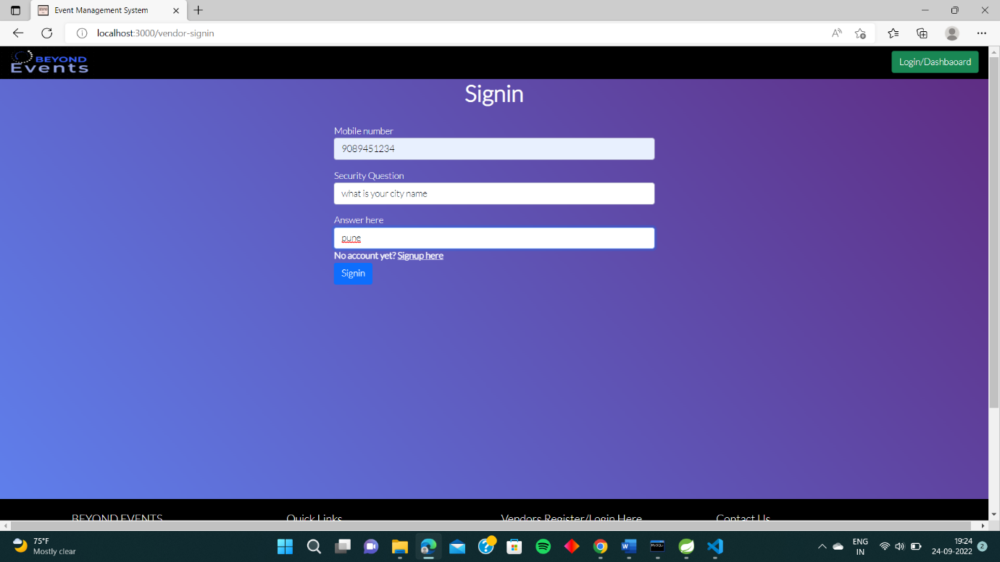 Event Management System
localhost:3000/vendor-signin
BEYOND
Events
Login/Dashbaoard
Signin
Mobile number
9089451234
Security Question
what is your city name
Answer here
pune
No account yet? Signup here
Signin
BEYOND EVENTS Quick Links Vendors Register/Login Here Contact Us
75°F
Mostly clear
ENG
IN
19:24
24-09-2022
2